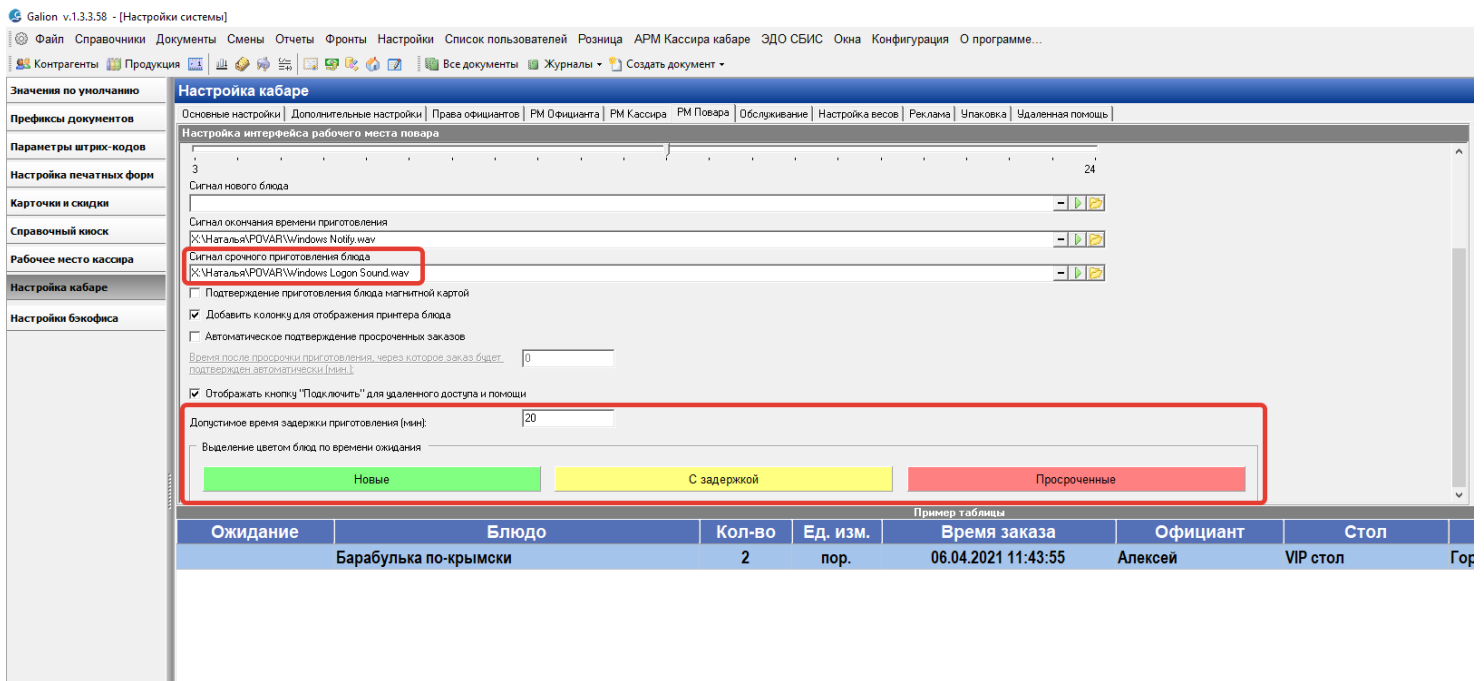 Galion v.1.3.3.58 - [Настройки системы]
Файл Справочники Документы Смены Отчеты Фронты Настройки Список пользователей Розница АРМ Кассира кабаре ЭДО СБИС Окна Конфигурация О программе...
Контрагенты Продукция Все документы Журналы Создать документ
Значения по умолчанию
Префиксы документов
Параметры штрих-кодов
Настройка печатных форм
Карточки и скидки
Справочный киоск
Рабочее место кассира
Настройка кабаре
Настройки бэкофиса
Настройка кабаре
Основные настройки Дополнительные настройки Права официантов РМ Официанта РМ Кассира РМ Повара Обслуживание Настройка весов Реклама Упаковка Удаленная помощь
Настройка интерфейса рабочего места повара
3 24
Сигнал нового блюда
Сигнал окончания времени приготовления
X:\Наталья\POVAR\Windows Notify.wav
Сигнал срочного приготовления блюда
X:\Наталья\POVAR\Windows Logon Sound.wav
Подтверждение приготовления блюда магнитной картой
Добавить колонку для отображения принтера блюда
Автоматическое подтверждение просроченных заказов
Время после просрочки приготовления, через которое заказ будет 0
подтвержден автоматически (мин.):
Отображать кнопку "Подключить" для удаленного доступа и помощи
Допустимое время задержки приготовления (мин): 20
Выделение цветом блюд по времени ожидания
Новые С задержкой Просроченные
Пример таблицы
Ожидание Блюдо Кол-во Ед. изм. Время заказа Официант Стол
Барабулька по-крымски 2 пор. 06.04.2021 11:43:55 Алексей VIP стол Гор